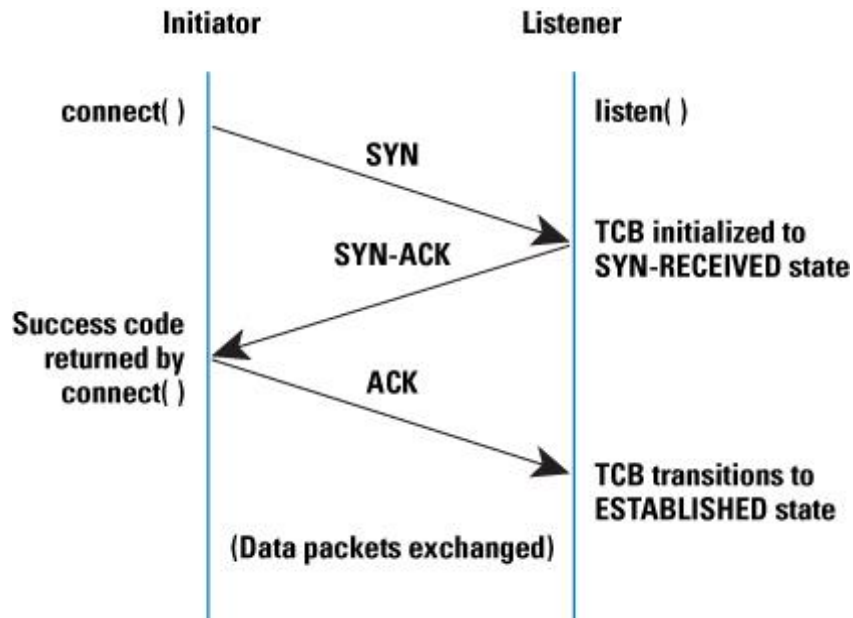 Initiator
Listener
connect( )
listen( )
SYN
TCB initialized to
SYN-RECEIVED state
SYN-ACK
Success code
returned by
connect( )
ACK
TCB transitions to
ESTABLISHED state
(Data packets exchanged)